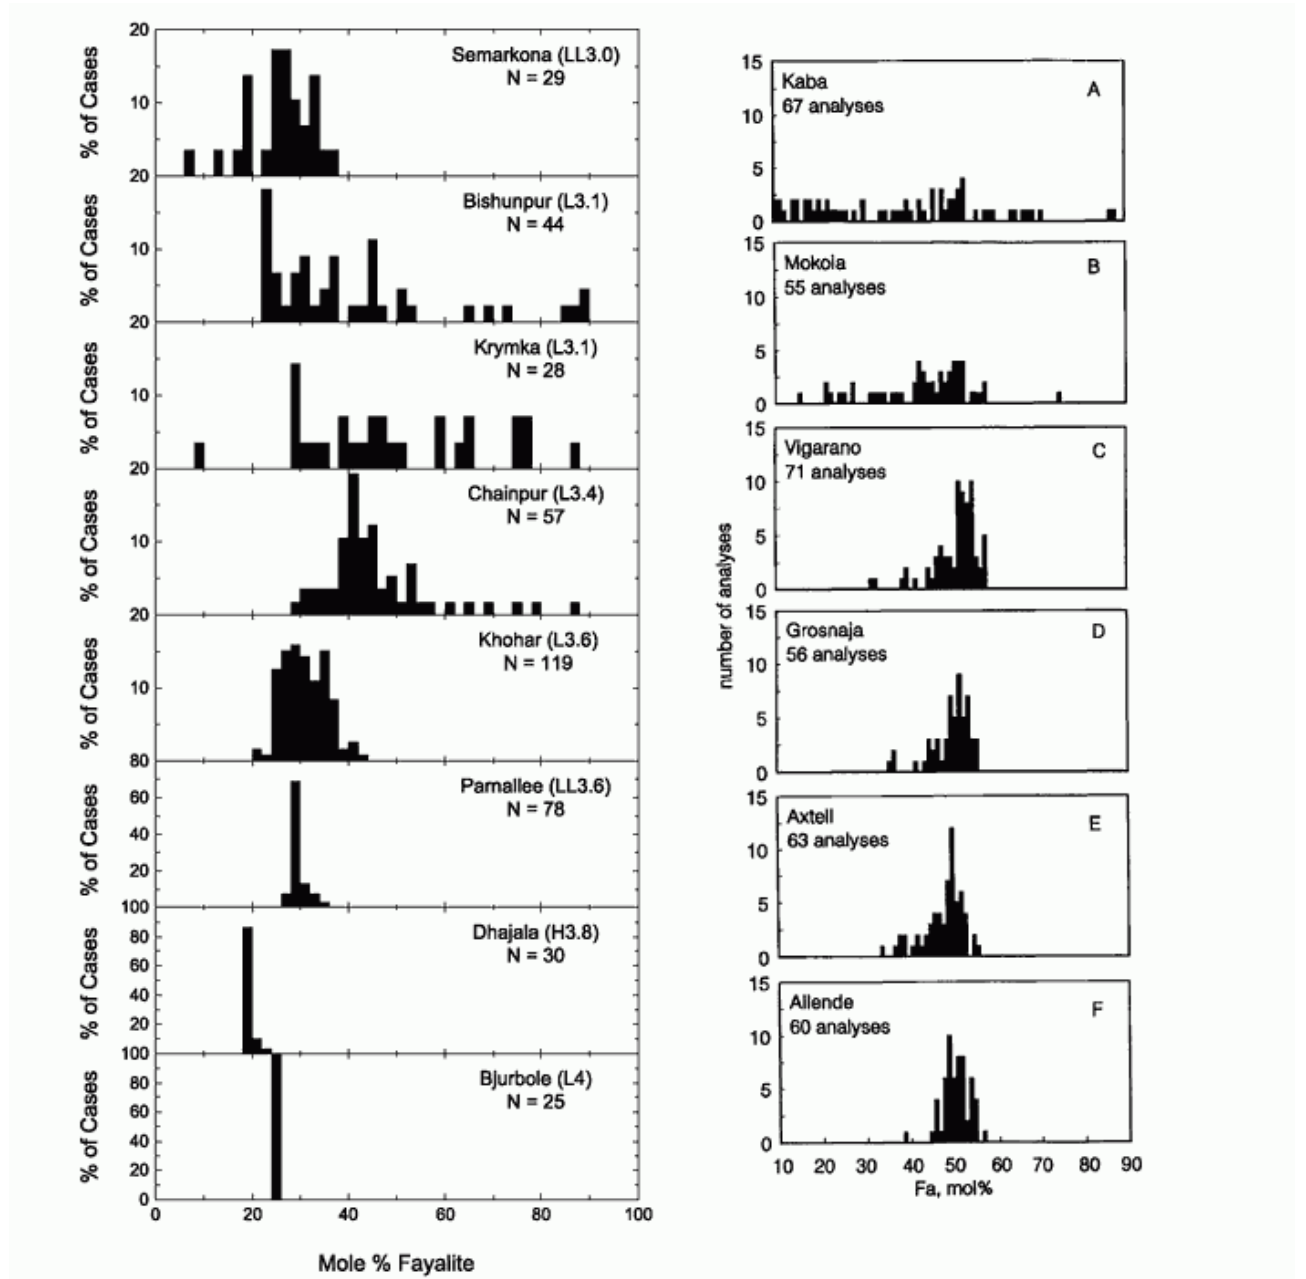 20
Semarkona (LL3.0)
N = 29
10
% of Cases
20
Bishunpur (L3.1)
N = 44
10
% of Cases
20
Krymka (L3.1)
N = 28
10
% of Cases
20
Chainpur (L3.4)
N = 57
10
% of Cases
20
Khohar (L3.6)
N = 119
10
% of Cases
80
Parnallee (LL3.6)
N = 78
60
40
20
% of Cases
100
Dhajala (H3.8)
N = 30
80
60
40
20
% of Cases
100
Bjurbole (L4)
N = 25
80
60
40
20
0
% of Cases
0 20 40 60 80 100
Mole % Fayalite
15
Kaba A
67 analyses
10
5
0
15
Mokoia B
55 analyses
10
5
0
15
Vigarano C
71 analyses
10
5
0
number of analyses
15
Grosnaja D
56 analyses
10
5
0
15
Axtell E
63 analyses
10
5
0
15
Allende F
60 analyses
10
5
0
10 20 30 40 50 60 70 80 90
Fa, mol%